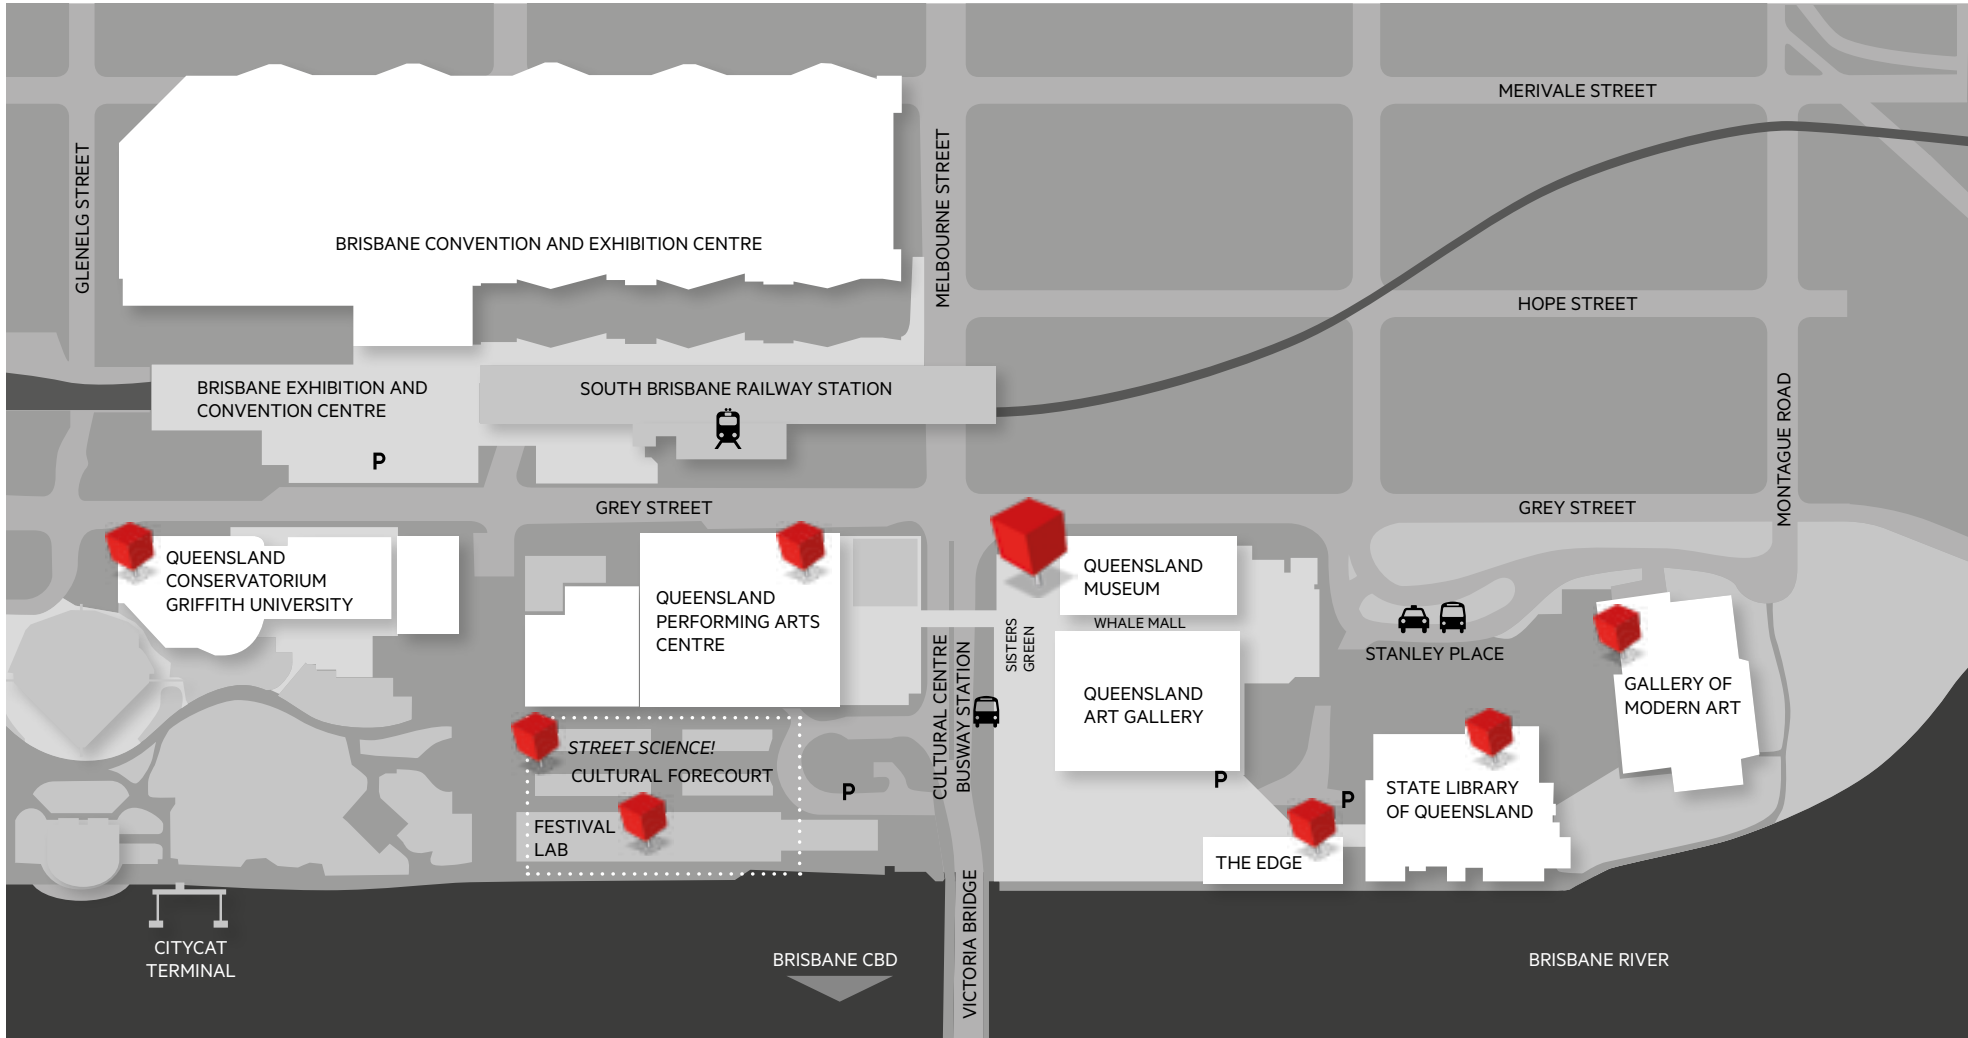 MERIVALE STREET
GLENELG STREET
MELBOURNE STREET
BRISBANE CONVENTION AND EXHIBITION CENTRE
HOPE STREET
BRISBANE EXHIBITION AND
CONVENTION CENTRE
SOUTH BRISBANE RAILWAY STATION
MONTAGUE ROAD
P
GREY STREET
GREY STREET
QUEENSLAND
CONSERVATORIUM
GRIFFITH UNIVERSITY
QUEENSLAND
PERFORMING ARTS
CENTRE
QUEENSLAND
MUSEUM
WHALE MALL
SISTERS
GREEN
STANLEY PLACE
CULTURAL CENTRE
BUSWAY STATION
QUEENSLAND
ART GALLERY
GALLERY OF
MODERN ART
STREET SCIENCE!
CULTURAL FORECOURT
P
P
P
STATE LIBRARY
OF QUEENSLAND
FESTIVAL
LAB
THE EDGE
CITYCAT
TERMINAL
BRISBANE CBD
VICTORIA BRIDGE
BRISBANE RIVER